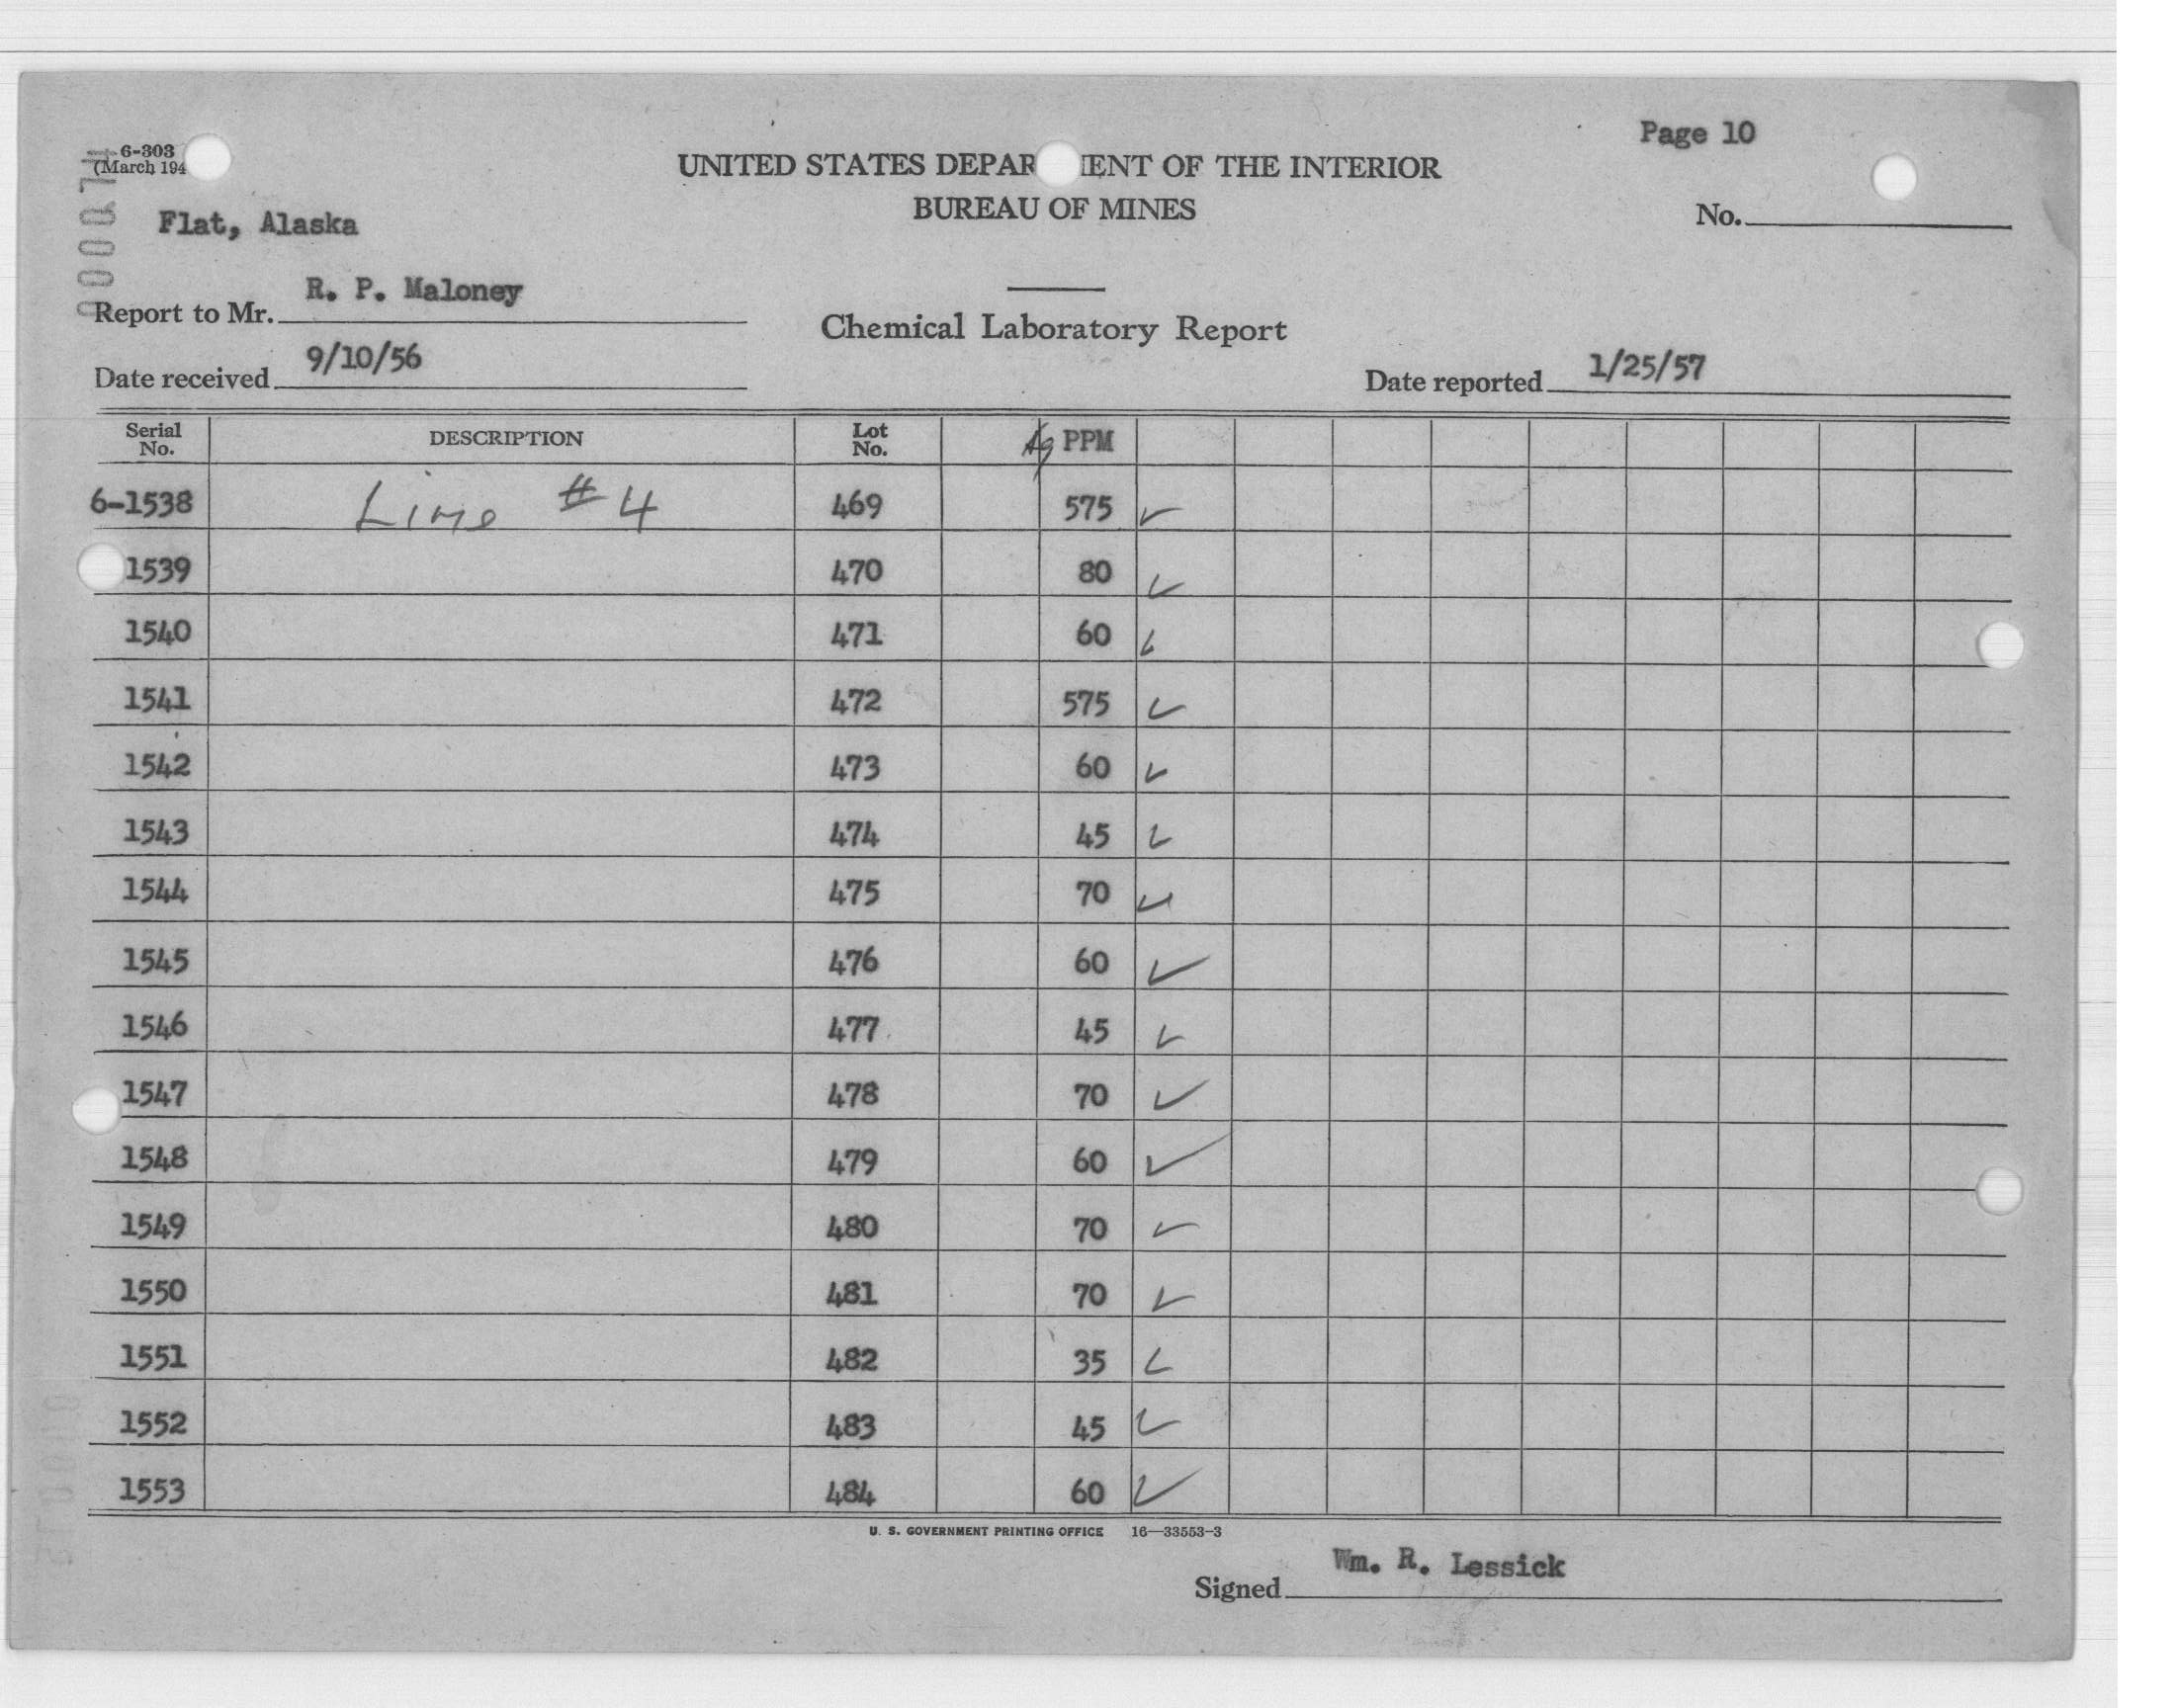 Page 10
6-303
(March 194
UNITED STATES DEPAR ENT OF THE INTERIOR
BUREAU OF MINES
No.
Flat, Alaska
Report to Mr. R. P. Maloney
Chemical Laboratory Report
Date received 9/10/56
Date reported 1/25/57
Serial No. DESCRIPTION Lot No. Ag PPM
6-1538 Line #4 469 575 ✓
1539 470 80 ✓
1540 471 60 ✓
1541 472 575 ✓
1542 473 60 ✓
1543 474 45 ✓
1544 475 70 ✓
1545 476 60 ✓
1546 477 45 ✓
1547 478 70 ✓
1548 479 60 ✓
1549 480 70 ✓
1550 481 70 ✓
1551 482 35 ✓
1552 483 45 ✓
1553 484 60 ✓
U. S. GOVERNMENT PRINTING OFFICE 16—33553-3
Signed Wm. R. Lessick